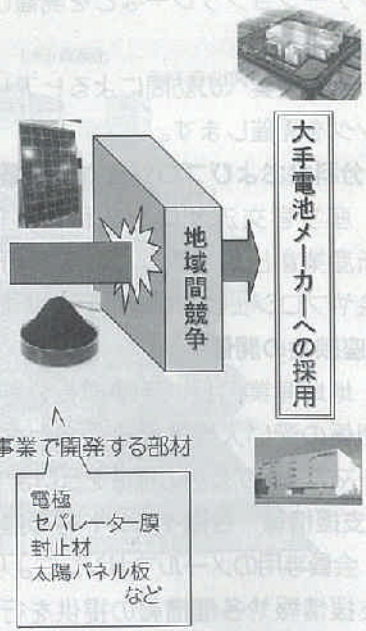 大手電池メーカーへの採用
地域間競争
事業で開発する部材
電極
セパレーター膜
封止材
太陽パネル板
など